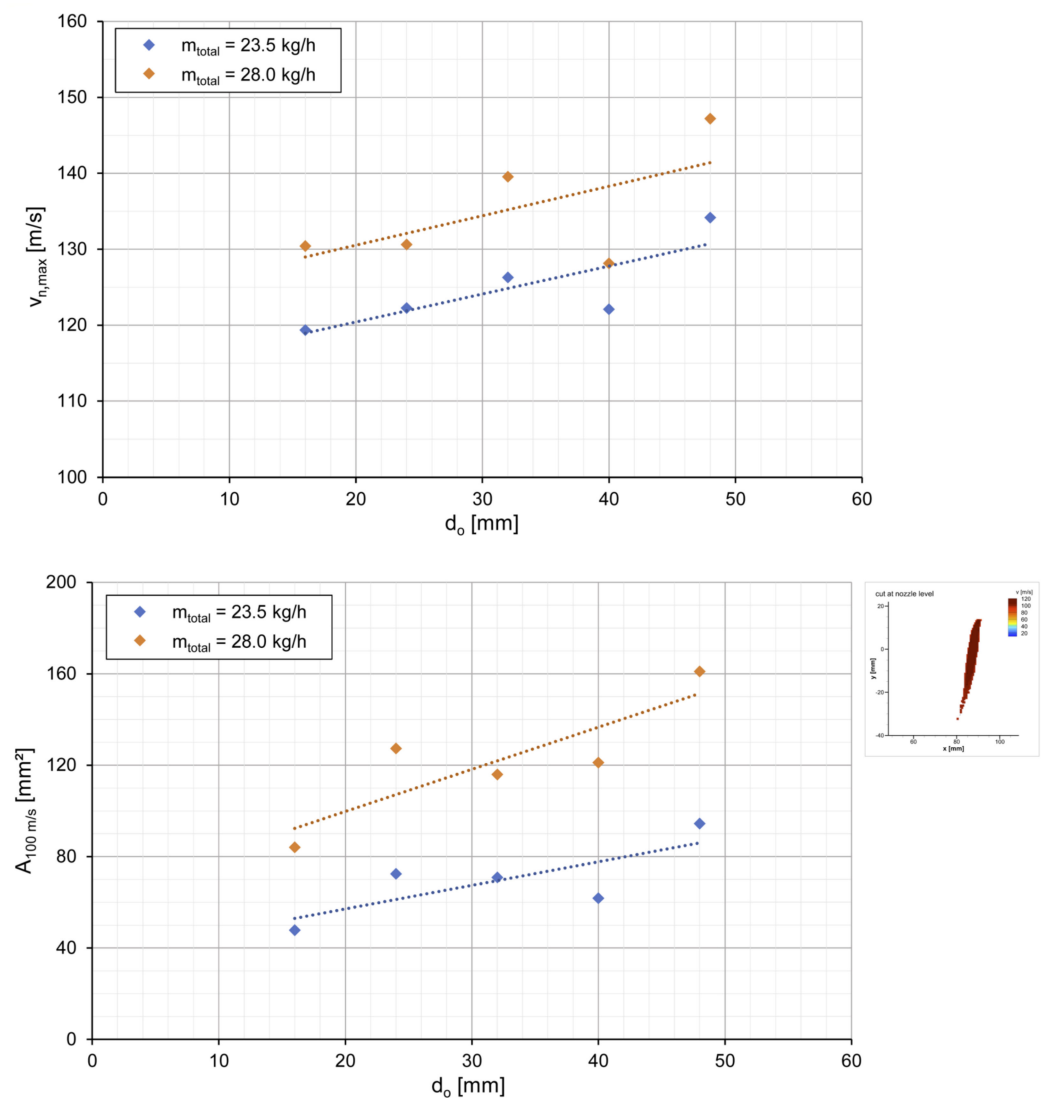 160
150
140
130
120
110
100
v_n,max [m/s]
m_total = 23.5 kg/h
m_total = 28.0 kg/h
0 10 20 30 40 50 60
d_o [mm]
200
160
120
80
40
0
A_100 m/s [mm²]
m_total = 23.5 kg/h
m_total = 28.0 kg/h
0 10 20 30 40 50 60
d_o [mm]
cut at nozzle level
v [m/s]
120
100
80
60
40
20
20
0
-20
-40
y [mm]
60 80 100
x [mm]